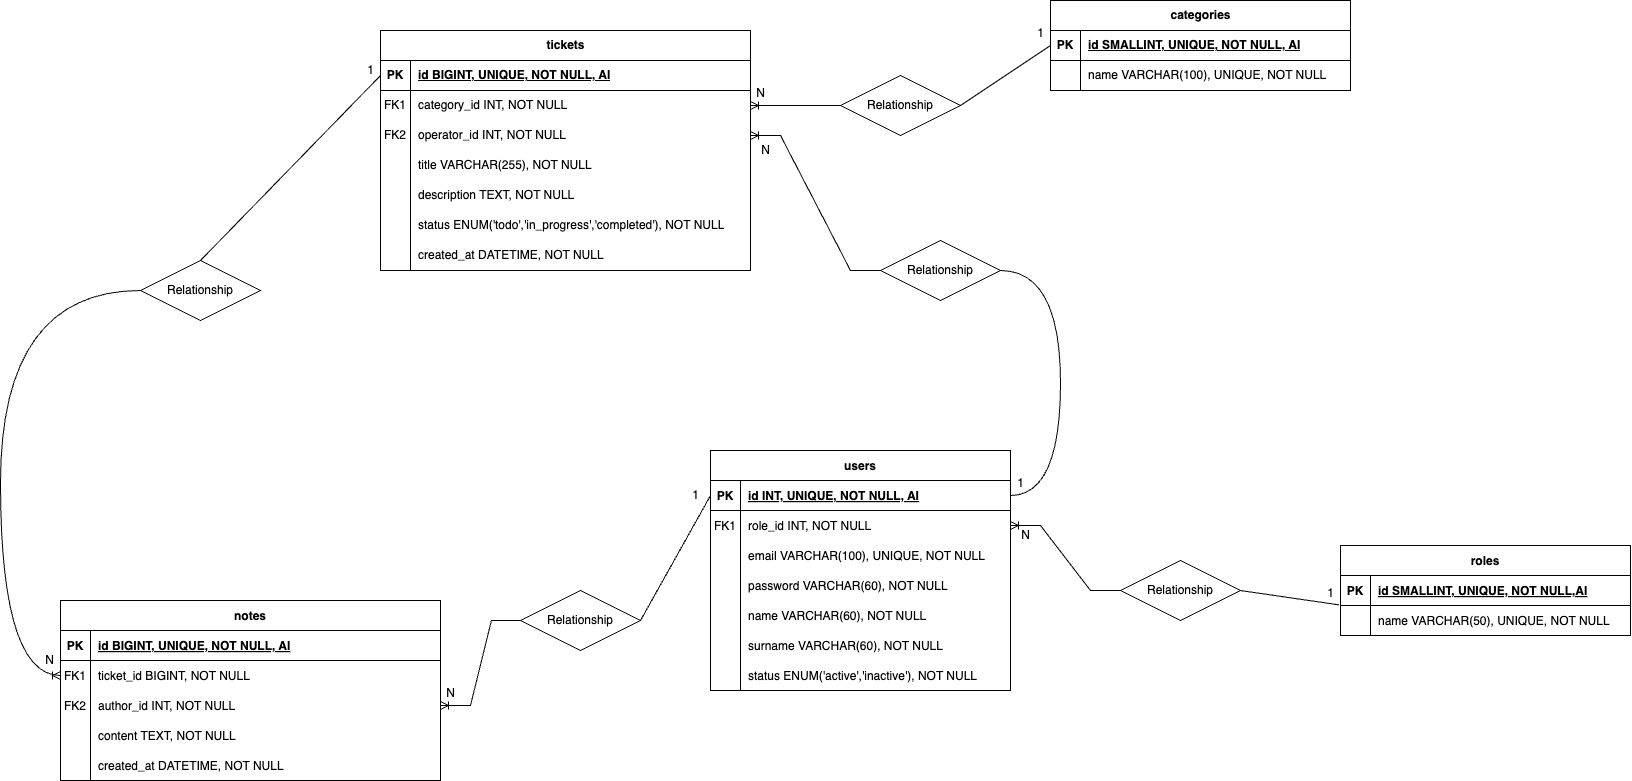 categories
PK id SMALLINT, UNIQUE, NOT NULL, AI
name VARCHAR(100), UNIQUE, NOT NULL
1
tickets
PK id BIGINT, UNIQUE, NOT NULL, AI
FK1 category_id INT, NOT NULL
FK2 operator_id INT, NOT NULL
title VARCHAR(255), NOT NULL
description TEXT, NOT NULL
status ENUM('todo','in_progress','completed'), NOT NULL
created_at DATETIME, NOT NULL
1
N
Relationship
N
Relationship
Relationship
users
PK id INT, UNIQUE, NOT NULL, AI
FK1 role_id INT, NOT NULL
email VARCHAR(100), UNIQUE, NOT NULL
password VARCHAR(60), NOT NULL
name VARCHAR(60), NOT NULL
surname VARCHAR(60), NOT NULL
status ENUM('active','inactive'), NOT NULL
1
1
N
Relationship
1
roles
PK id SMALLINT, UNIQUE, NOT NULL,AI
name VARCHAR(50), UNIQUE, NOT NULL
notes
PK id BIGINT, UNIQUE, NOT NULL, AI
FK1 ticket_id BIGINT, NOT NULL
FK2 author_id INT, NOT NULL
content TEXT, NOT NULL
created_at DATETIME, NOT NULL
N
N
Relationship